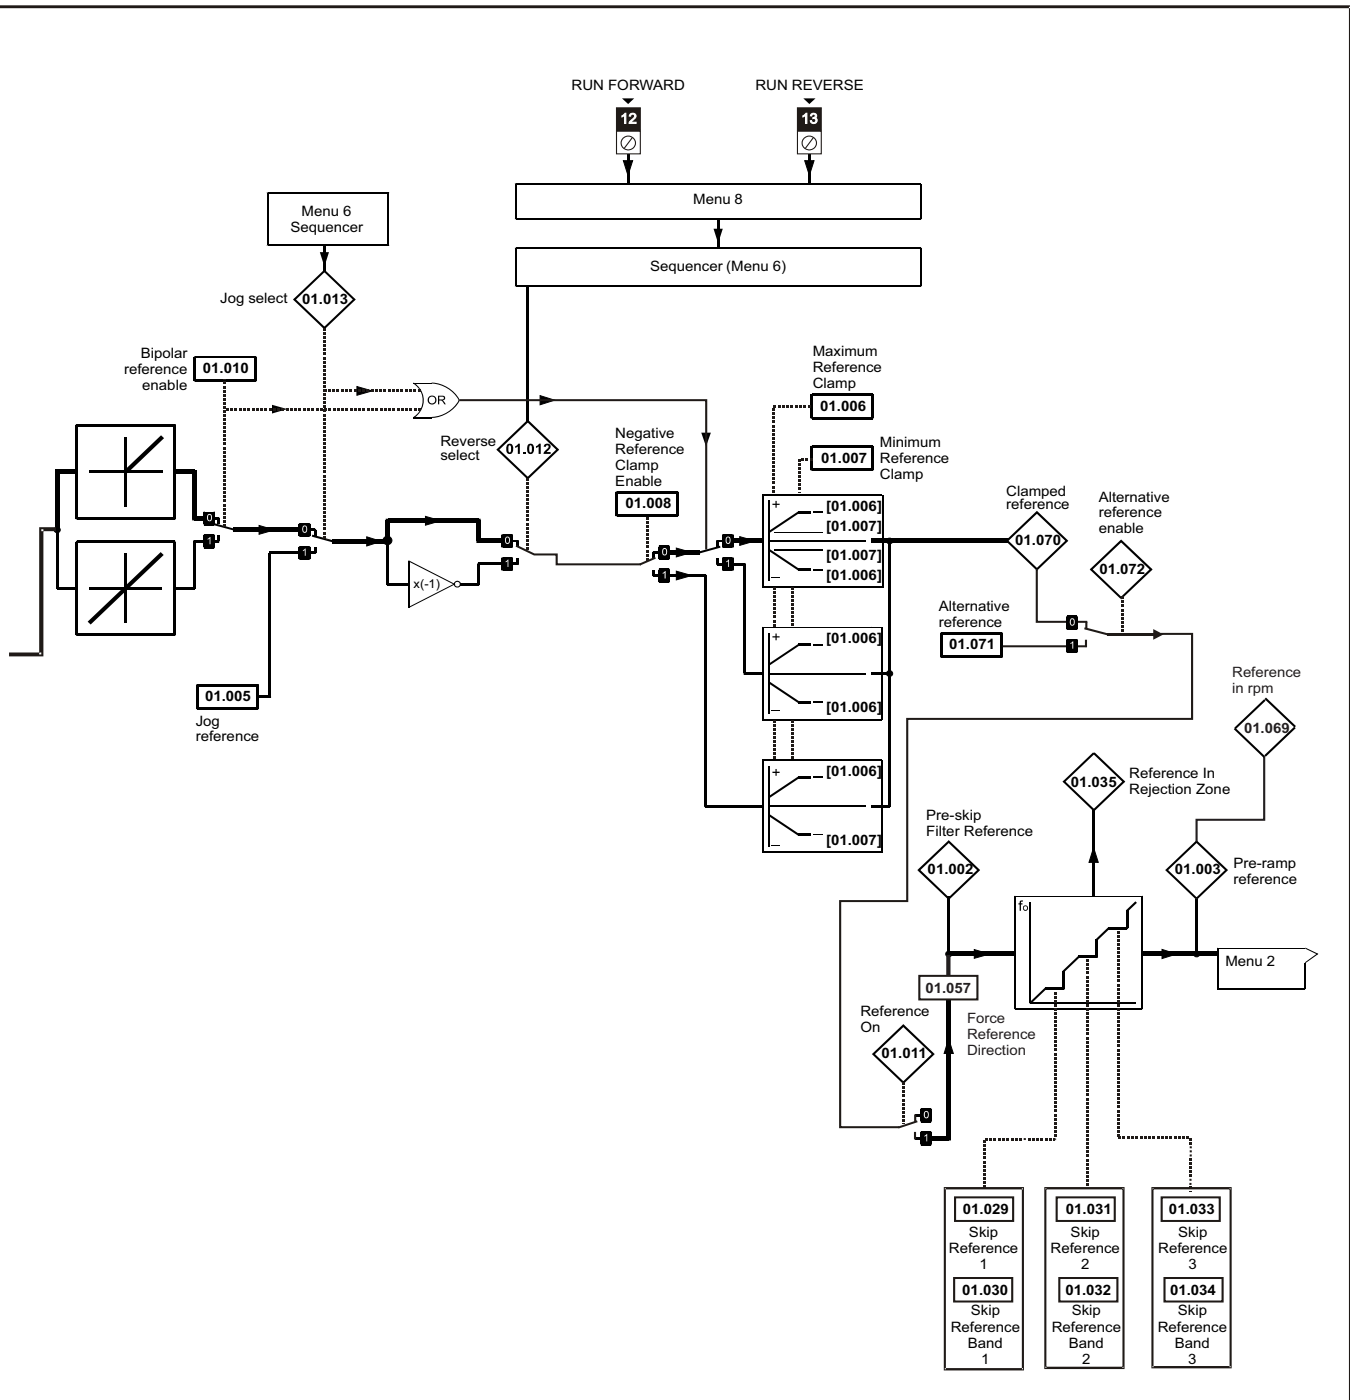 RUN FORWARD
RUN REVERSE
12
13
Menu 8
Menu 6
Sequencer
Sequencer (Menu 6)
Jog select
01.013
Bipolar
reference
enable
01.010
OR
Reverse
select
01.012
Negative
Reference
Clamp
Enable
01.008
Maximum
Reference
Clamp
01.006
01.007
Minimum
Reference
Clamp
0
1
0
1
x(-1)
0
1
0
1
0
1
+
[01.006]
[01.007]
[01.007]
[01.006]
_
+
[01.006]
[01.006]
_
+
[01.006]
[01.007]
_
Clamped
reference
01.070
Alternative
reference
enable
01.072
Alternative
reference
01.071
0
1
01.005
Jog
reference
Reference
in rpm
01.069
01.035
Reference In
Rejection Zone
Pre-skip
Filter Reference
01.002
01.003
Pre-ramp
reference
fo
Menu 2
01.057
Force
Reference
Direction
Reference
On
01.011
0
1
01.029
Skip
Reference
1
01.030
Skip
Reference
Band
1
01.031
Skip
Reference
2
01.032
Skip
Reference
Band
2
01.033
Skip
Reference
3
01.034
Skip
Reference
Band
3